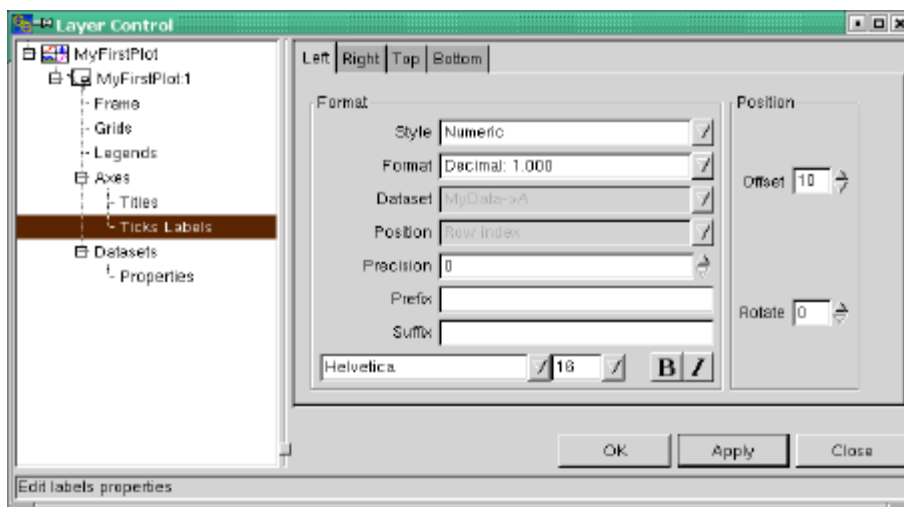 Layer Control
MyFirstPlot
MyFirstPlot:1
Frame
Grids
Legends
Axes
Titles
Ticks Labels
Datasets
Properties
Left Right Top Bottom
Format
Style Numeric
Format Decimal: 1.000
Dataset MyData->A
Position Row index
Precision 0
Prefix
Suffix
Helvetica 16 B I
Position
Offset 10
Rotate 0
OK Apply Close
Edit labels properties